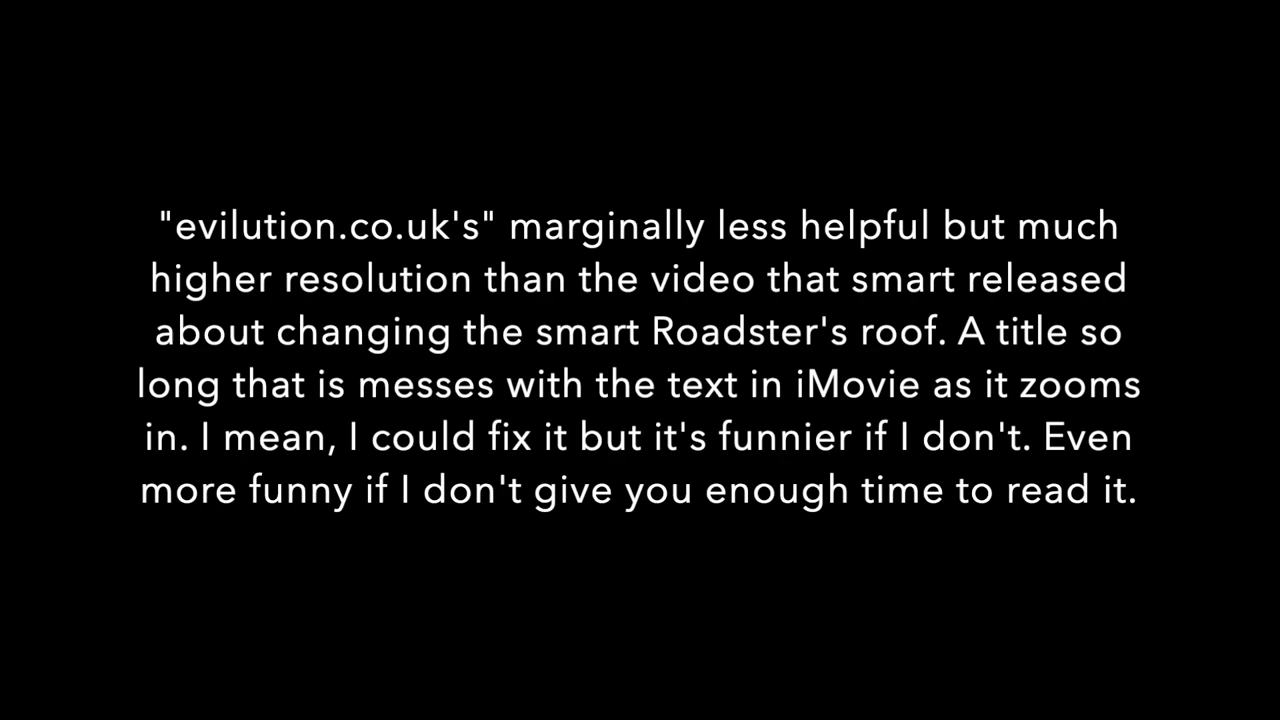 "evilution.co.uk's" marginally less helpful but much
higher resolution than the video that smart released
about changing the smart Roadster's roof. A title so
long that is messes with the text in iMovie as it zooms
in. I mean, I could fix it but it's funnier if I don't. Even
more funny if I don't give you enough time to read it.